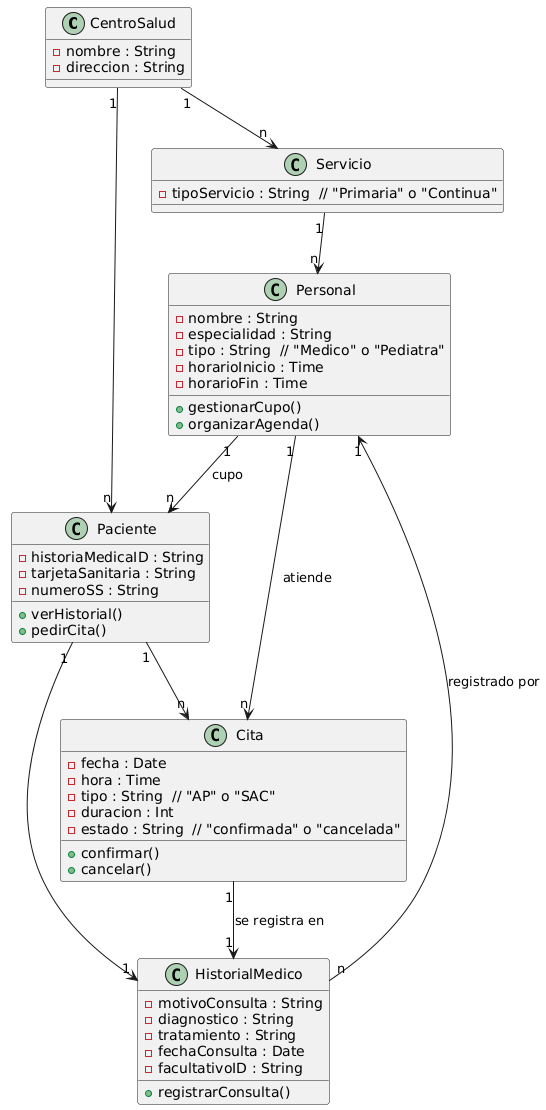 C CentroSalud
nombre : String
direccion : String
1
1
n
C Servicio
tipoServicio : String // "Primaria" o "Continua"
1
n
C Personal
nombre : String
especialidad : String
tipo : String // "Medico" o "Pediatra"
horarioInicio : Time
horarioFin : Time
gestionarCupo()
organizarAgenda()
1
1
1
cupo
n
n
C Paciente
historiaMedicaID : String
tarjetaSanitaria : String
numeroSS : String
verHistorial()
pedirCita()
atiende
1
1
registrado por
n
n
C Cita
fecha : Date
hora : Time
tipo : String // "AP" o "SAC"
duracion : Int
estado : String // "confirmada" o "cancelada"
confirmar()
cancelar()
1
se registra en
1
1
n
C HistorialMedico
motivoConsulta : String
diagnostico : String
tratamiento : String
fechaConsulta : Date
facultativoID : String
registrarConsulta()